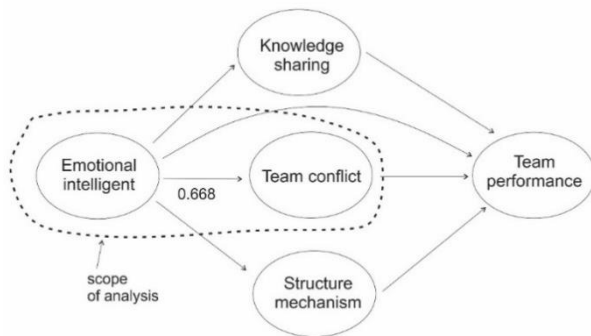 Knowledge
sharing
Emotional
intelligent
Team conflict
Team
performance
0.668
Structure
mechanism
scope
of analysis